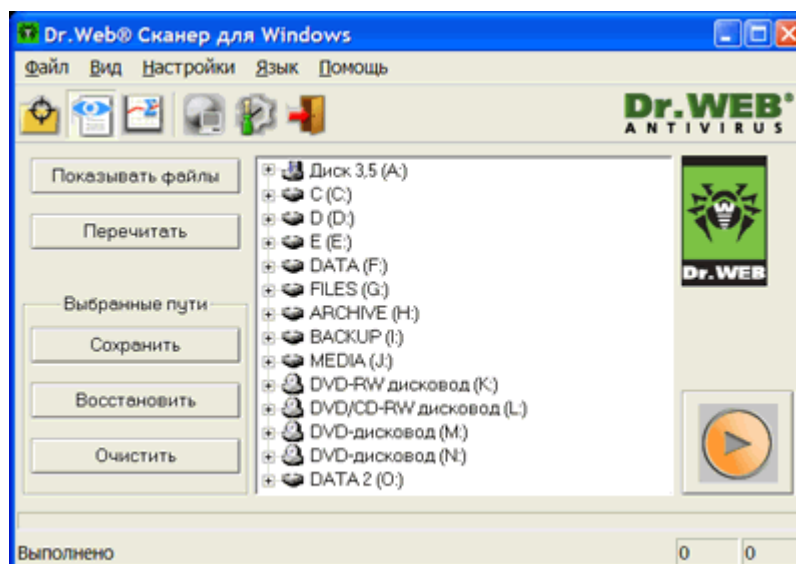 Dr.Web® Сканер для Windows
Файл Вид Настройки Язык Помощь
Dr.WEB®
ANTIVIRUS
Показывать файлы
Перечитать
Выбранные пути
Сохранить
Восстановить
Очистить
Диск 3,5 (A:)
C (C:)
D (D:)
E (E:)
DATA (F:)
FILES (G:)
ARCHIVE (H:)
BACKUP (I:)
MEDIA (J:)
DVD-RW дисковод (K:)
DVD/CD-RW дисковод (L:)
DVD-дисковод (M:)
DVD-дисковод (N:)
DATA 2 (O:)
Dr.WEB
Выполнено
0 0